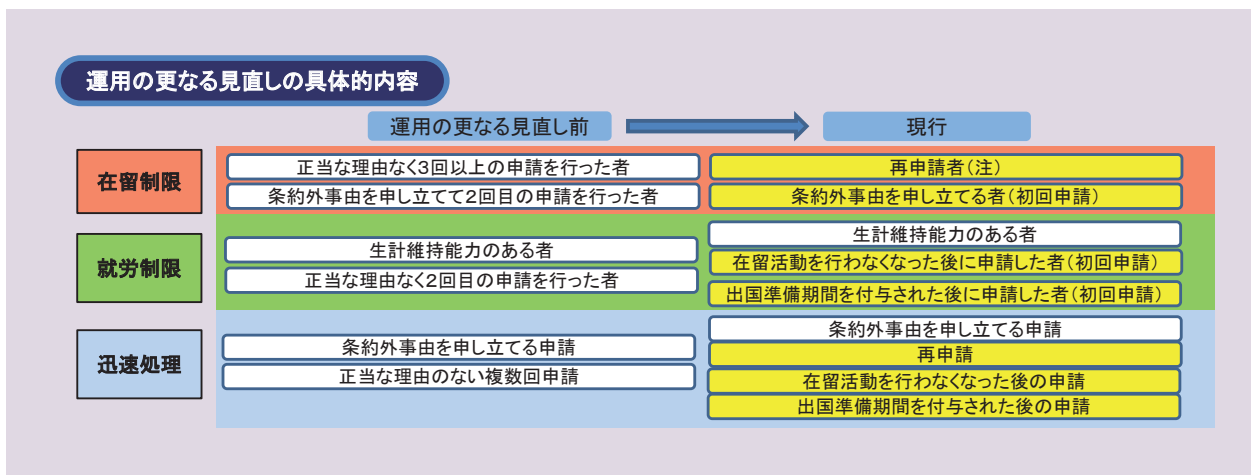 運用の更なる見直しの具体的内容
運用の更なる見直し前
現行
在留制限
正当な理由なく3回以上の申請を行った者
条約外事由を申し立てて2回目の申請を行った者
再申請者(注)
条約外事由を申し立てる者(初回申請)
就労制限
生計維持能力のある者
正当な理由なく2回目の申請を行った者
生計維持能力のある者
在留活動を行わなくなった後に申請した者(初回申請)
出国準備期間を付与された後に申請した者(初回申請)
迅速処理
条約外事由を申し立てる申請
正当な理由のない複数回申請
条約外事由を申し立てる申請
再申請
在留活動を行わなくなった後の申請
出国準備期間を付与された後の申請